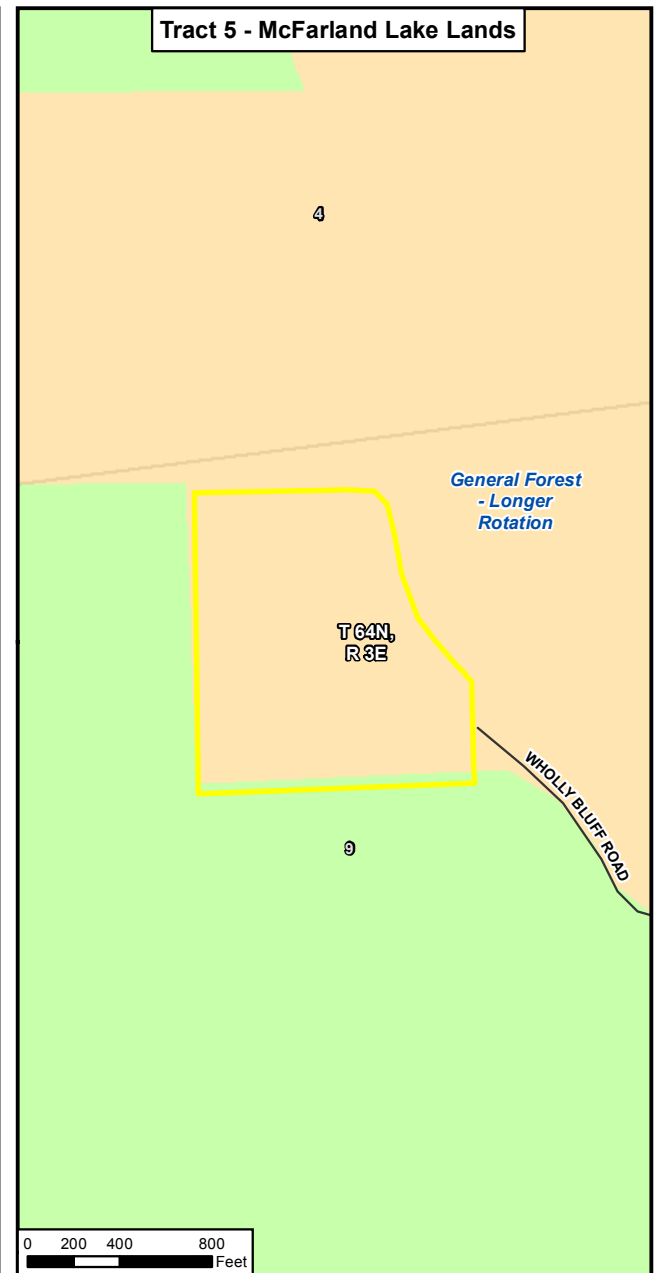 Tract 5 - McFarland Lake Lands
4
General Forest
- Longer
Rotation
T 64N,
R 3E
WHOLLY BLUFF ROAD
9
0 200 400 800
Feet